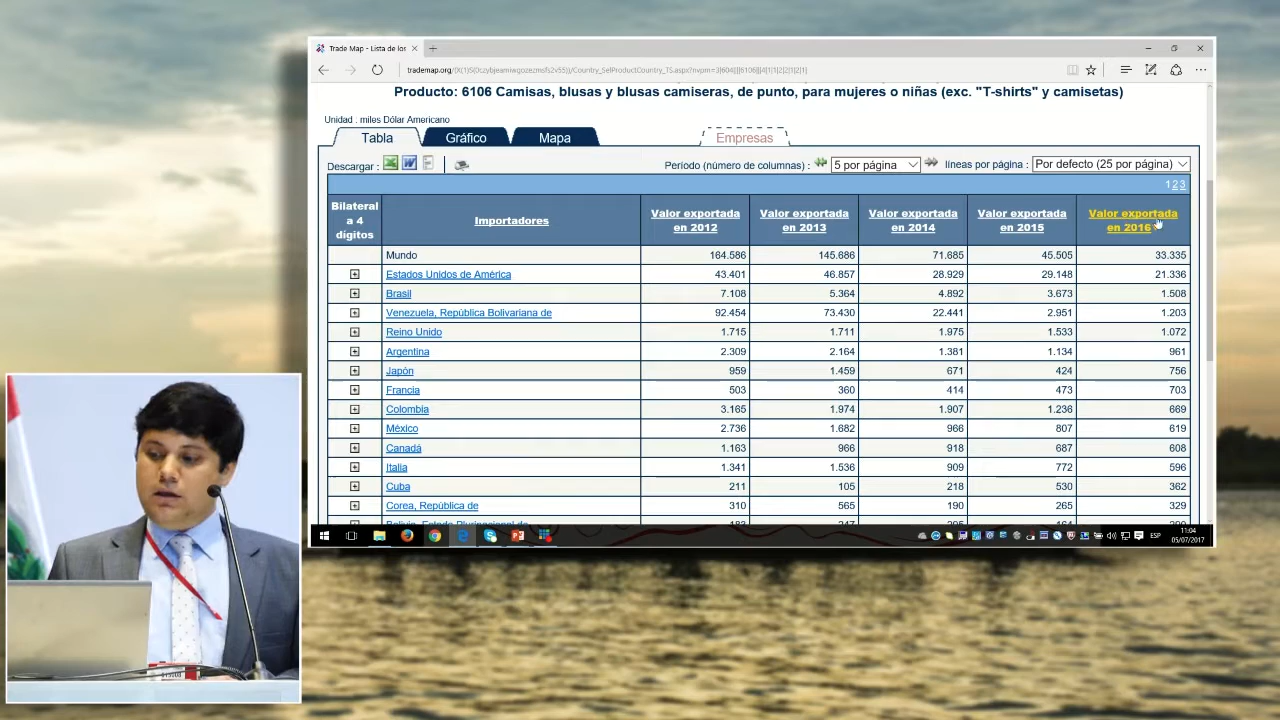 Trade Map - Lista de los
Producto: 6106 Camisas, blusas y blusas camiseras, de punto, para mujeres o niñas (exc. "T-shirts" y camisetas)
Unidad : miles Dólar Americano
Tabla Gráfico Mapa Empresas
Descargar : Período (número de columnas) : 5 por página líneas por página : Por defecto (25 por página)
1 2 3
Bilateral a 4 dígitos Importadores Valor exportada en 2012 Valor exportada en 2013 Valor exportada en 2014 Valor exportada en 2015 Valor exportada en 2016
Mundo 164.586 145.686 71.685 45.505 33.335
Estados Unidos de América 43.401 46.857 28.929 29.148 21.336
Brasil 7.108 5.364 4.892 3.673 1.508
Venezuela, República Bolivariana de 92.454 73.430 22.441 2.951 1.203
Reino Unido 1.715 1.711 1.975 1.533 1.072
Argentina 2.309 2.164 1.381 1.134 961
Japón 959 1.459 671 424 756
Francia 503 360 414 473 703
Colombia 3.165 1.974 1.907 1.236 669
México 2.736 1.682 966 807 619
Canadá 1.163 966 918 687 608
Italia 1.341 1.536 909 772 596
Cuba 211 105 218 530 362
Corea, República de 310 565 190 265 329
ESP 11:04
05/07/2017